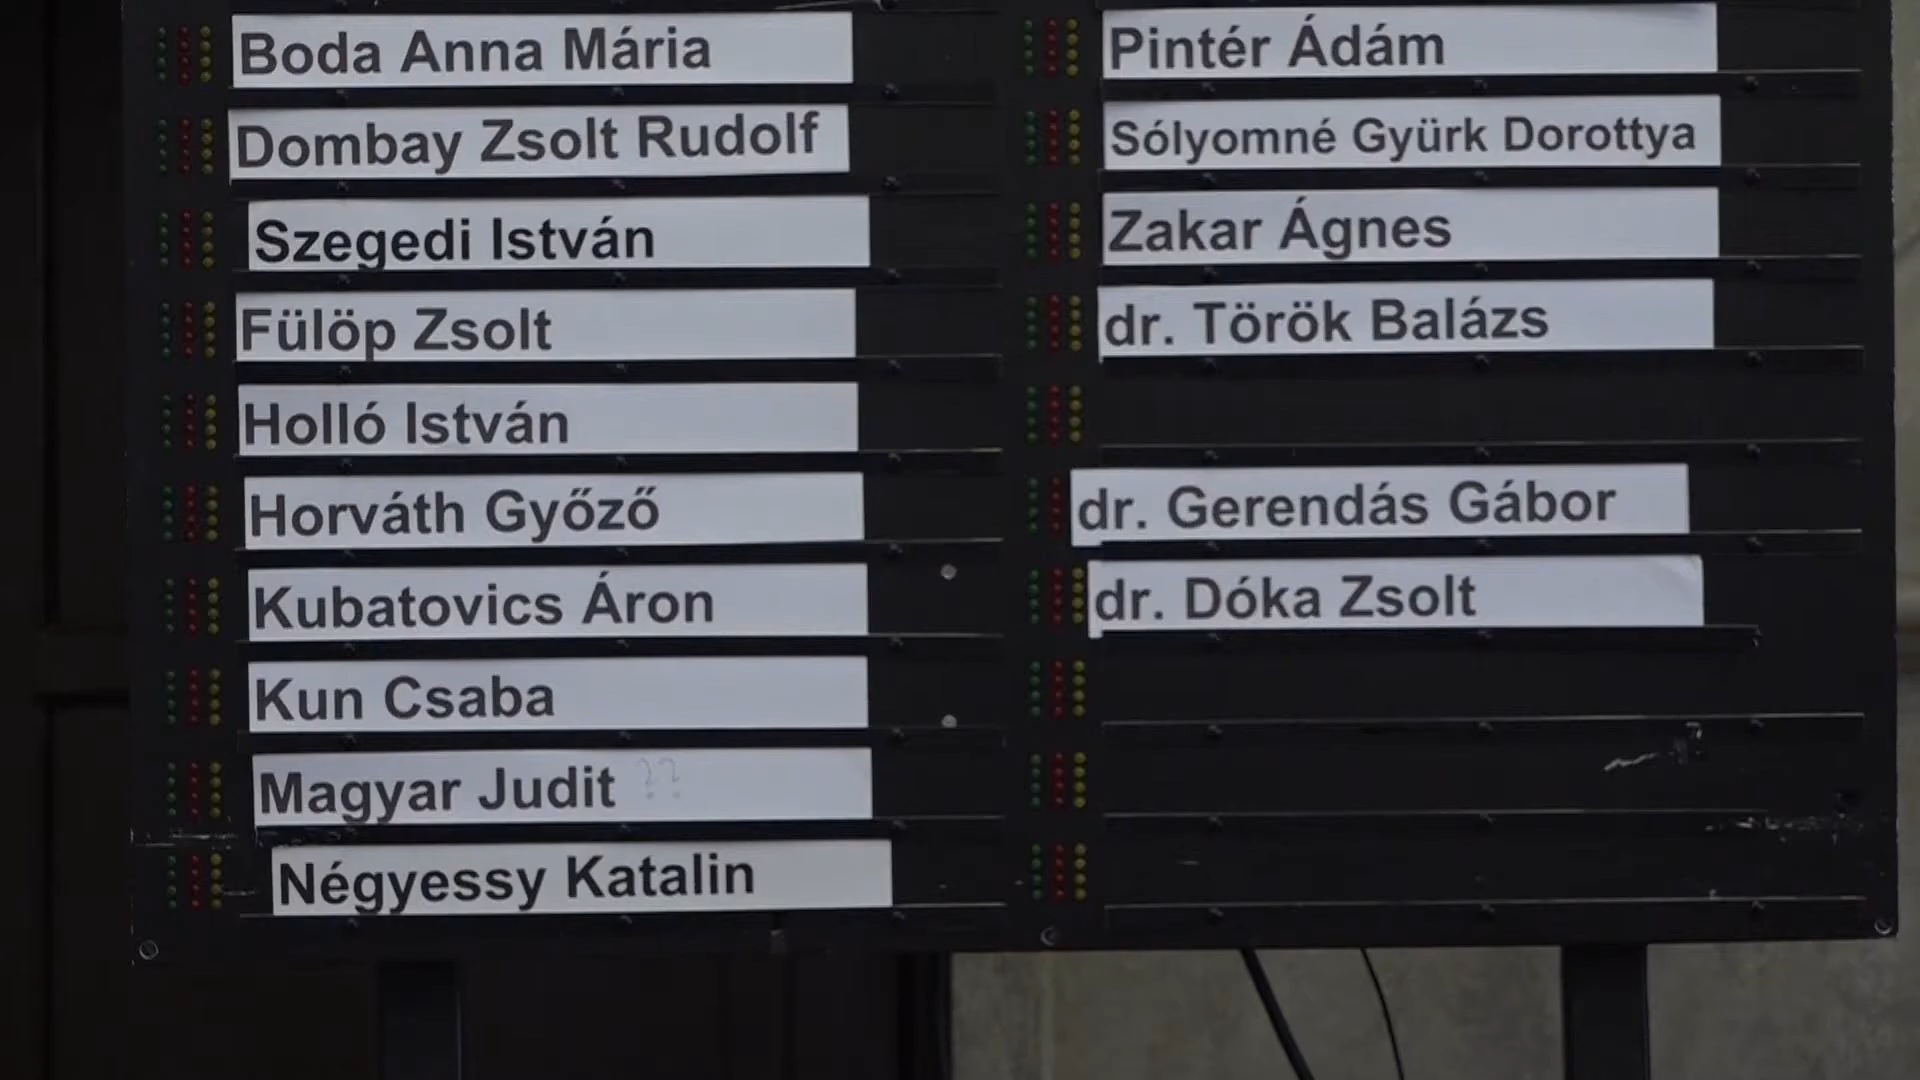 Boda Anna Mária
Dombay Zsolt Rudolf
Szegedi István
Fülöp Zsolt
Holló István
Horváth Győző
Kubatovics Áron
Kun Csaba
Magyar Judit ??
Négyessy Katalin
Pintér Ádám
Sólyomné Gyürk Dorottya
Zakar Ágnes
dr. Török Balázs
dr. Gerendás Gábor
dr. Dóka Zsolt